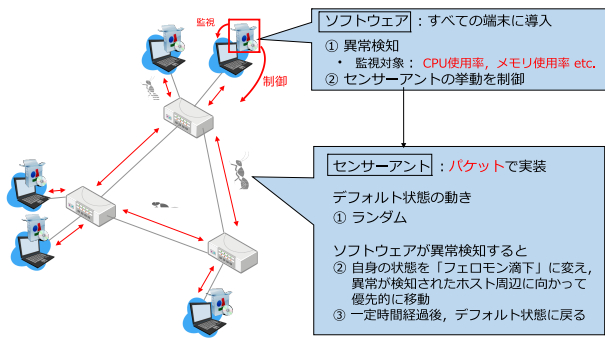 監視
制御
ソフトウェア：すべての端末に導入
① 異常検知
・ 監視対象： CPU使用率，メモリ使用率 etc.
② センサーアントの挙動を制御
センサーアント：パケットで実装
デフォルト状態の動き
① ランダム
ソフトウェアが異常検知すると
② 自身の状態を「フェロモン滴下」に変え，
異常が検知されたホスト周辺に向かって
優先的に移動
③ 一定時間経過後，デフォルト状態に戻る